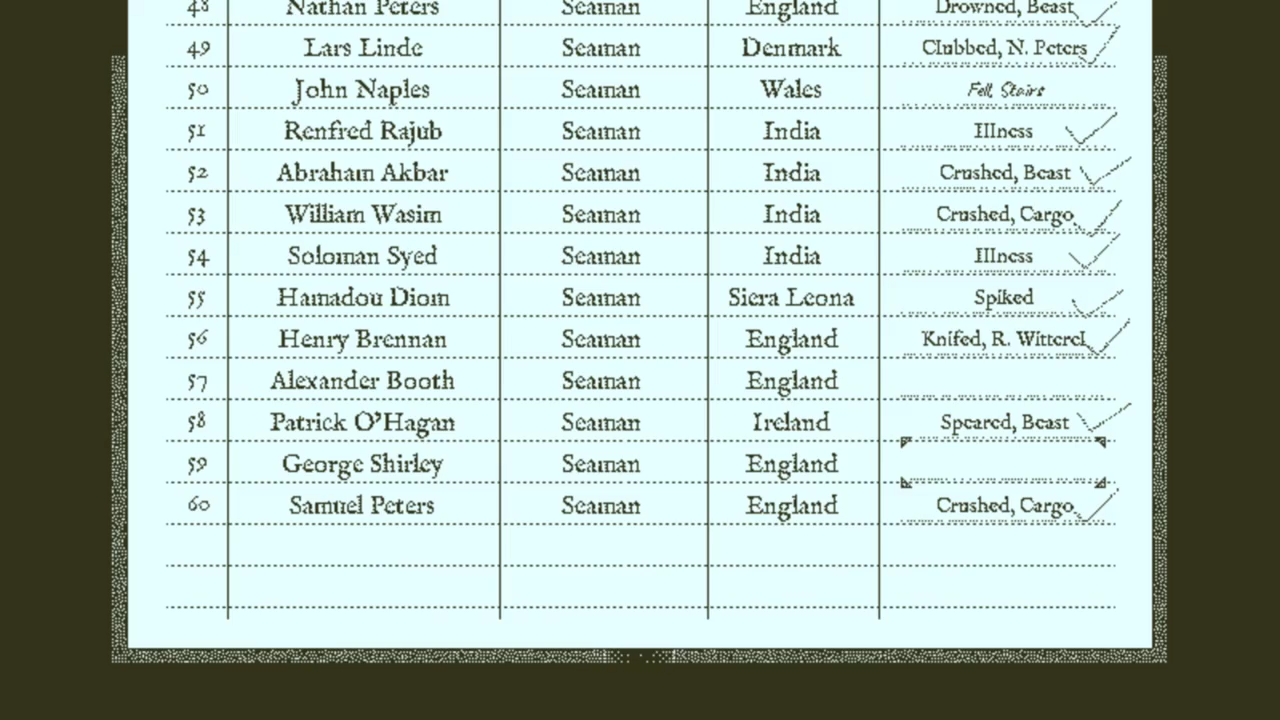 48 Nathan Peters Seaman England Drowned, Beast
49 Lars Linde Seaman Denmark Clubbed, N. Peters
50 John Naples Seaman Wales Fell Stairs
51 Renfred Rajub Seaman India Illness
52 Abraham Akbar Seaman India Crushed, Beast
53 William Wasim Seaman India Crushed, Cargo
54 Soloman Syed Seaman India Illness
55 Hamadou Diom Seaman Siera Leona Spiked
56 Henry Brennan Seaman England Knifed, R. Witterel
57 Alexander Booth Seaman England
58 Patrick O'Hagan Seaman Ireland Speared, Beast
59 George Shirley Seaman England
60 Samuel Peters Seaman England Crushed, Cargo